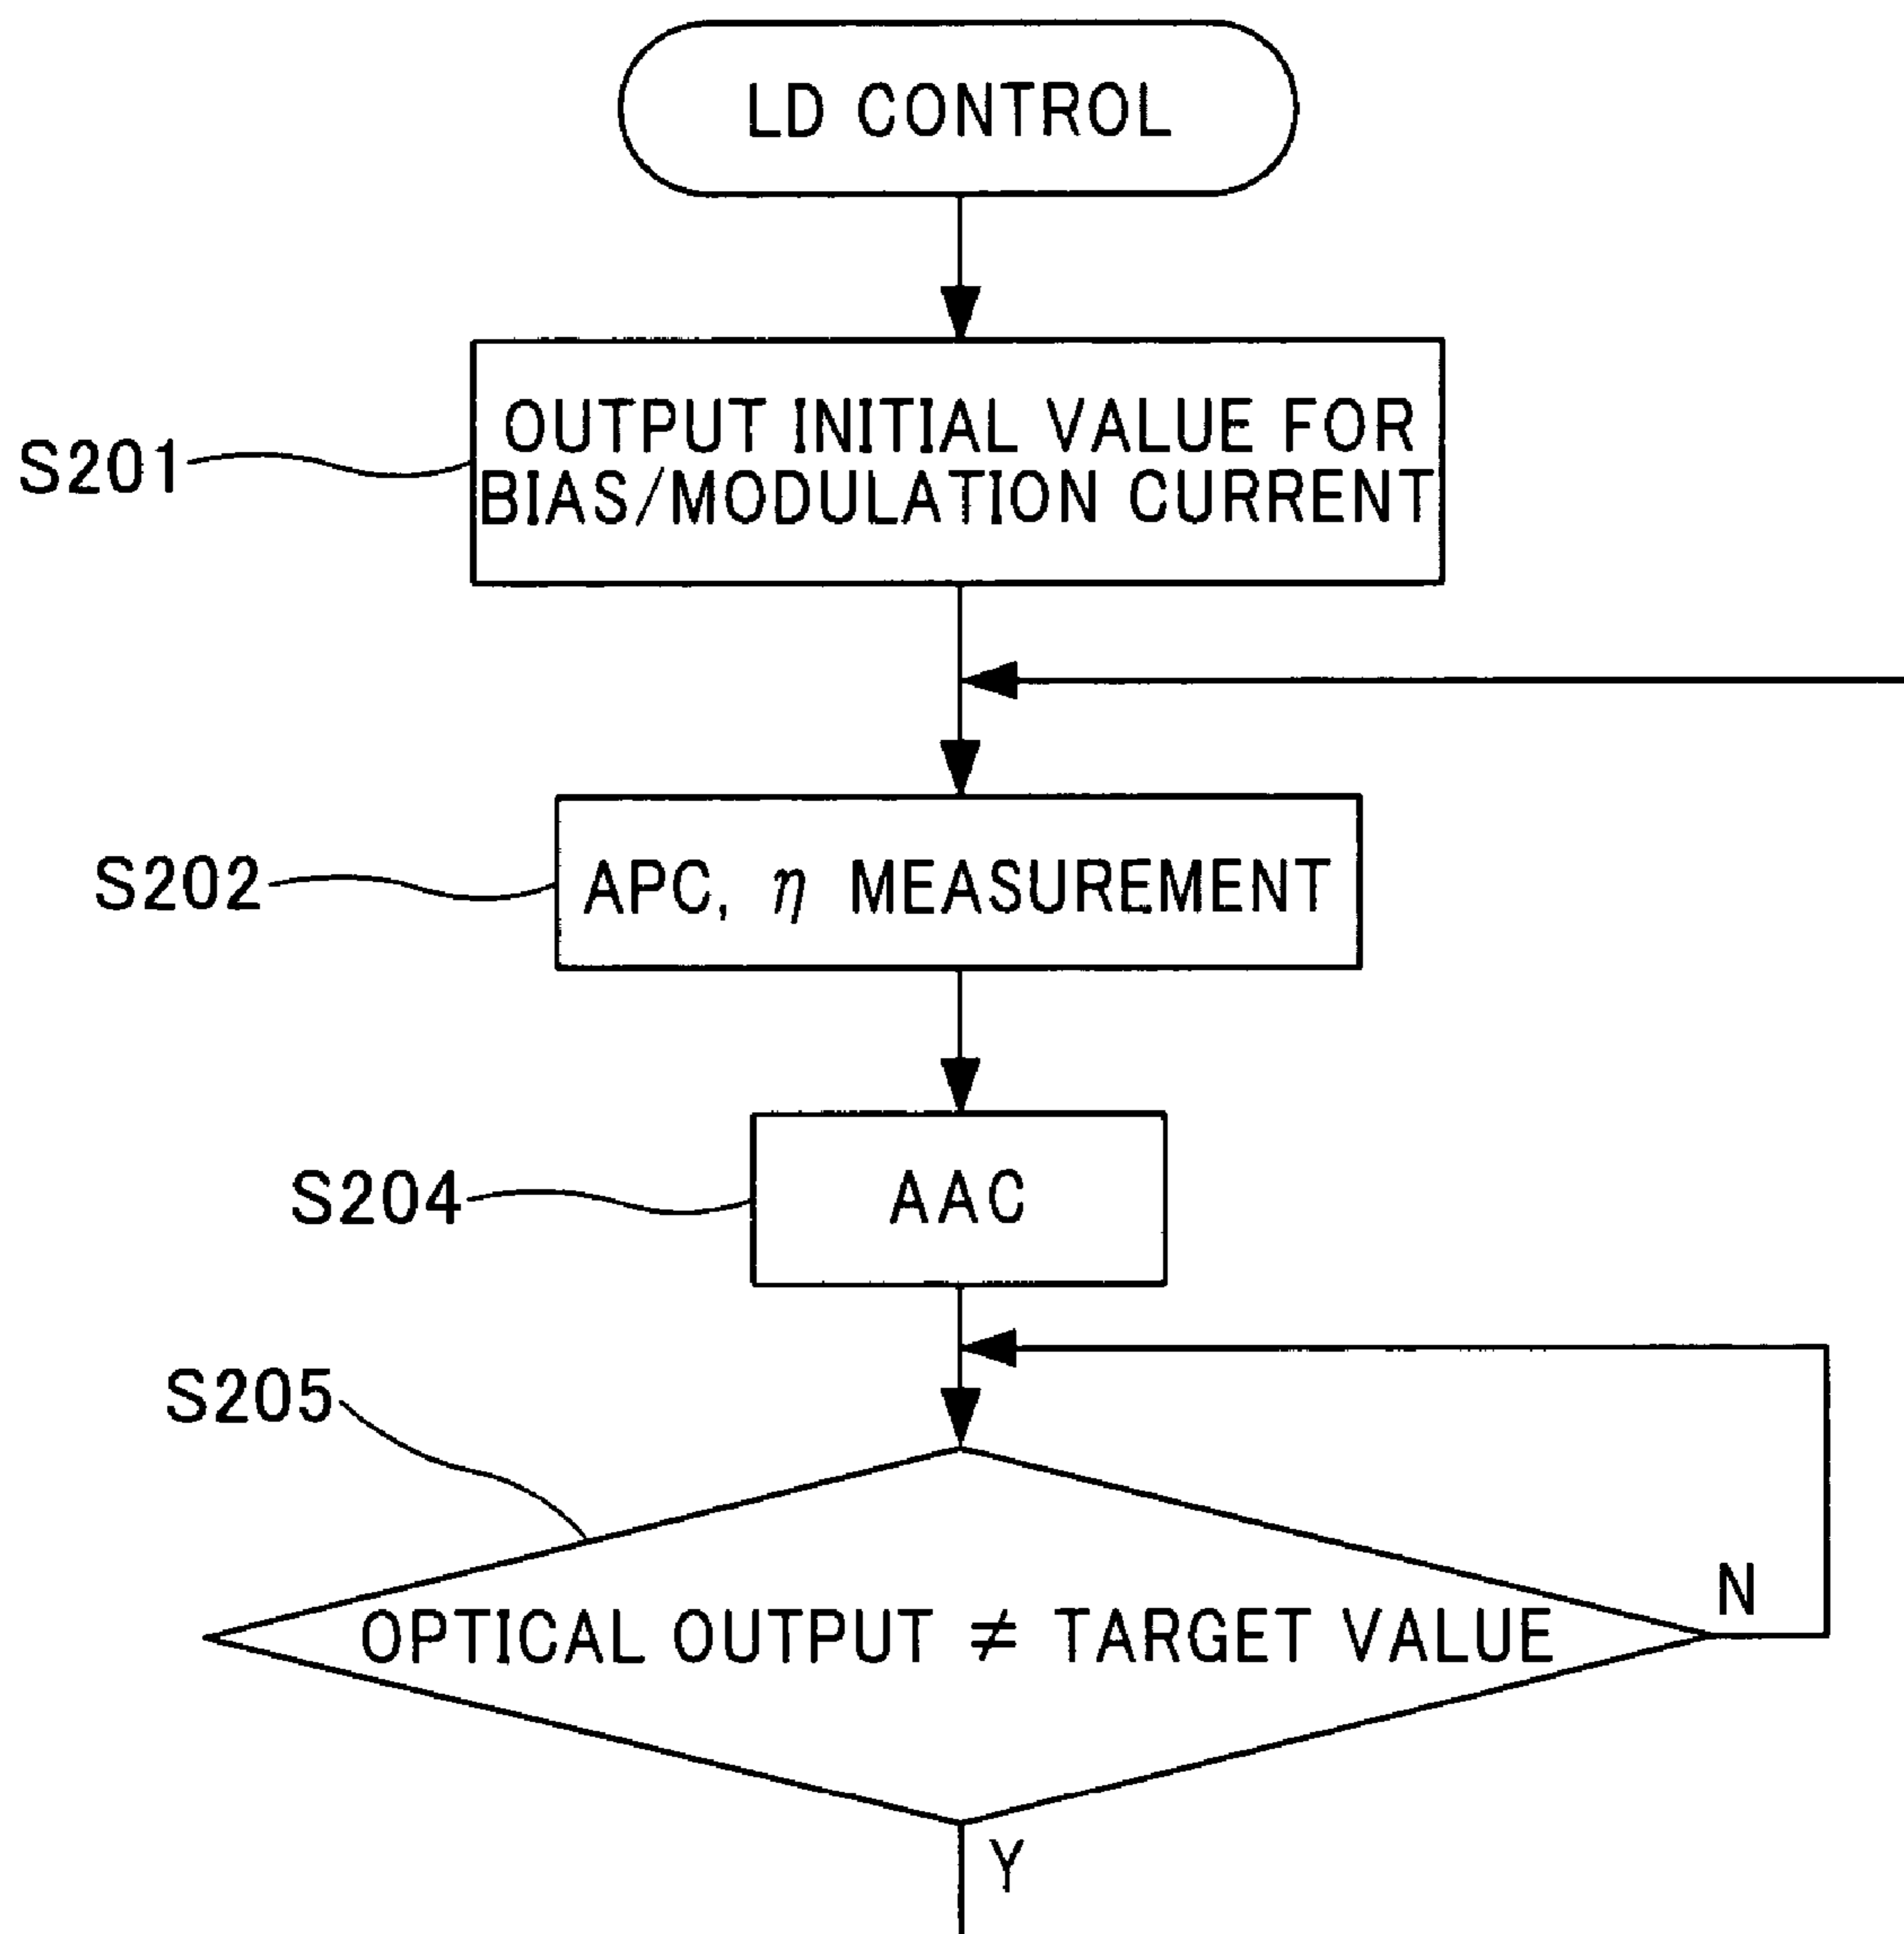 LD CONTROL
S201
OUTPUT INITIAL VALUE FOR
BIAS/MODULATION CURRENT
S202
APC, η MEASUREMENT
S204
AAC
S205
OPTICAL OUTPUT ≠ TARGET VALUE
N
Y